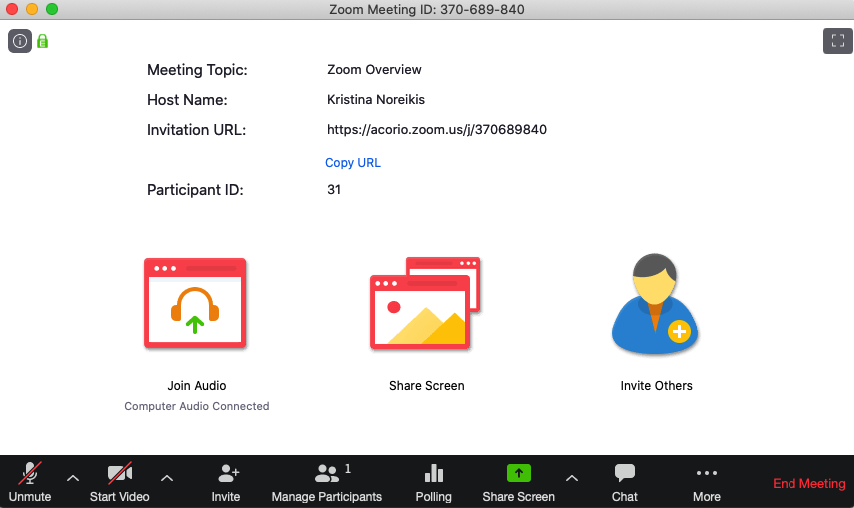 Zoom Meeting ID: 370-689-840
Meeting Topic: Zoom Overview
Host Name: Kristina Noreikis
Invitation URL: https://acorio.zoom.us/j/370689840
Copy URL
Participant ID: 31
Join Audio
Computer Audio Connected
Share Screen
Invite Others
1
Unmute
Start Video
Invite
Manage Participants
Polling
Share Screen
Chat
More
End Meeting